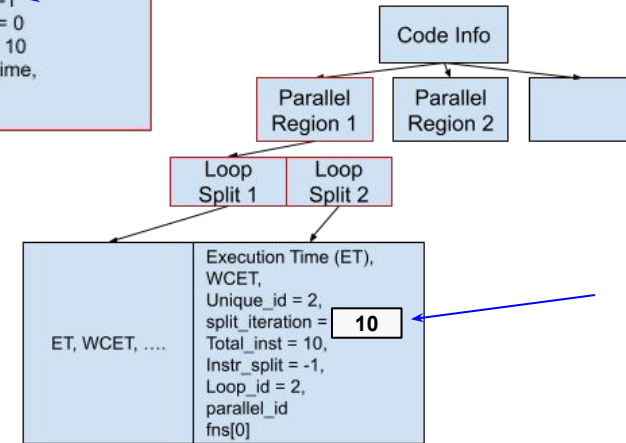 = 0
10
ime,
Code Info
Parallel
Region 1
Parallel
Region 2
Loop
Split 1
Loop
Split 2
ET, WCET, ....
Execution Time (ET),
WCET,
Unique_id = 2,
split_iteration = 10
Total_inst = 10,
Instr_split = -1,
Loop_id = 2,
parallel_id
fns[0]